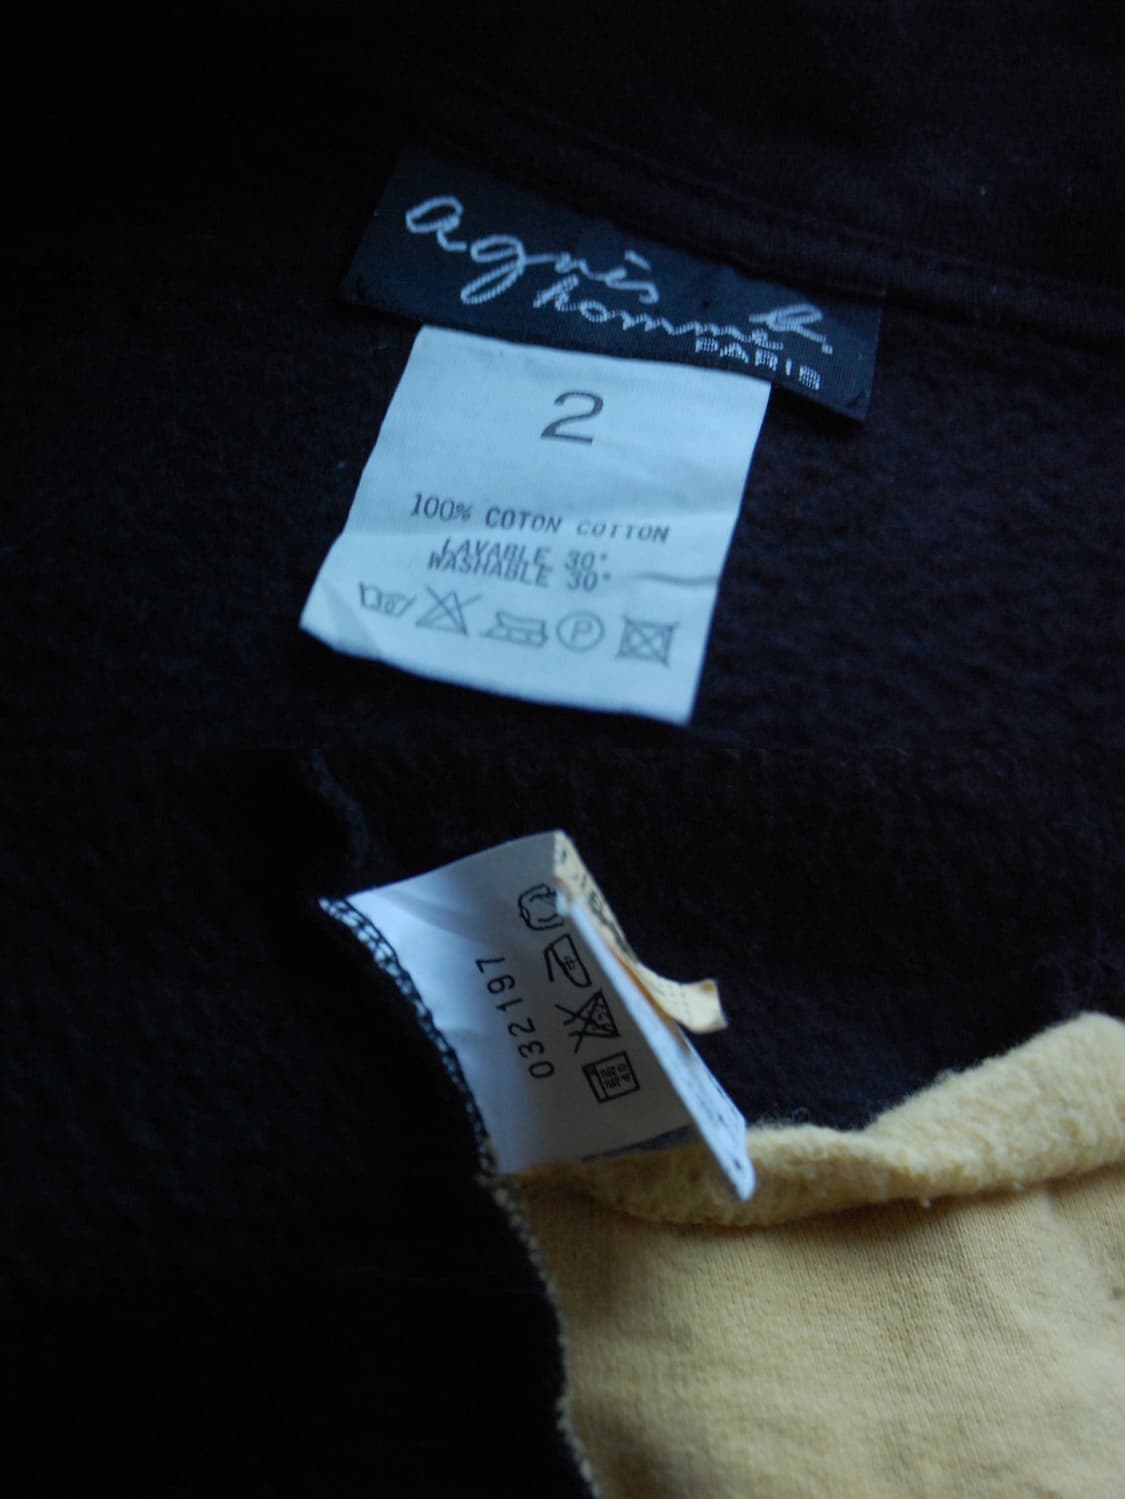 agnès b.
homme
PARIS
2
100% COTON COTTON
LAVABLE 30°
WASHABLE 30°
P
032197